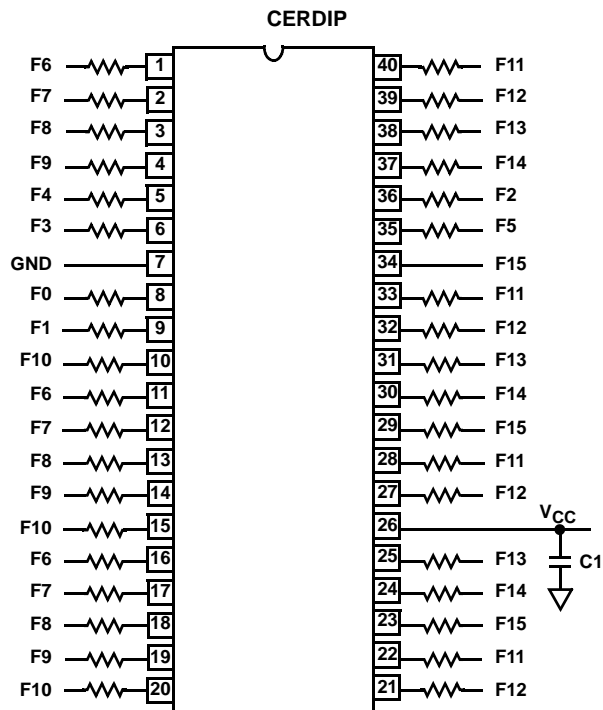 CERDIP
F6 1 40 F11
F7 2 39 F12
F8 3 38 F13
F9 4 37 F14
F4 5 36 F2
F3 6 35 F5
GND 7 34 F15
F0 8 33 F11
F1 9 32 F12
F10 10 31 F13
F6 11 30 F14
F7 12 29 F15
F8 13 28 F11
F9 14 27 F12
F10 15 26 VCC
F6 16 25 F13 C1
F7 17 24 F14
F8 18 23 F15
F9 19 22 F11
F10 20 21 F12